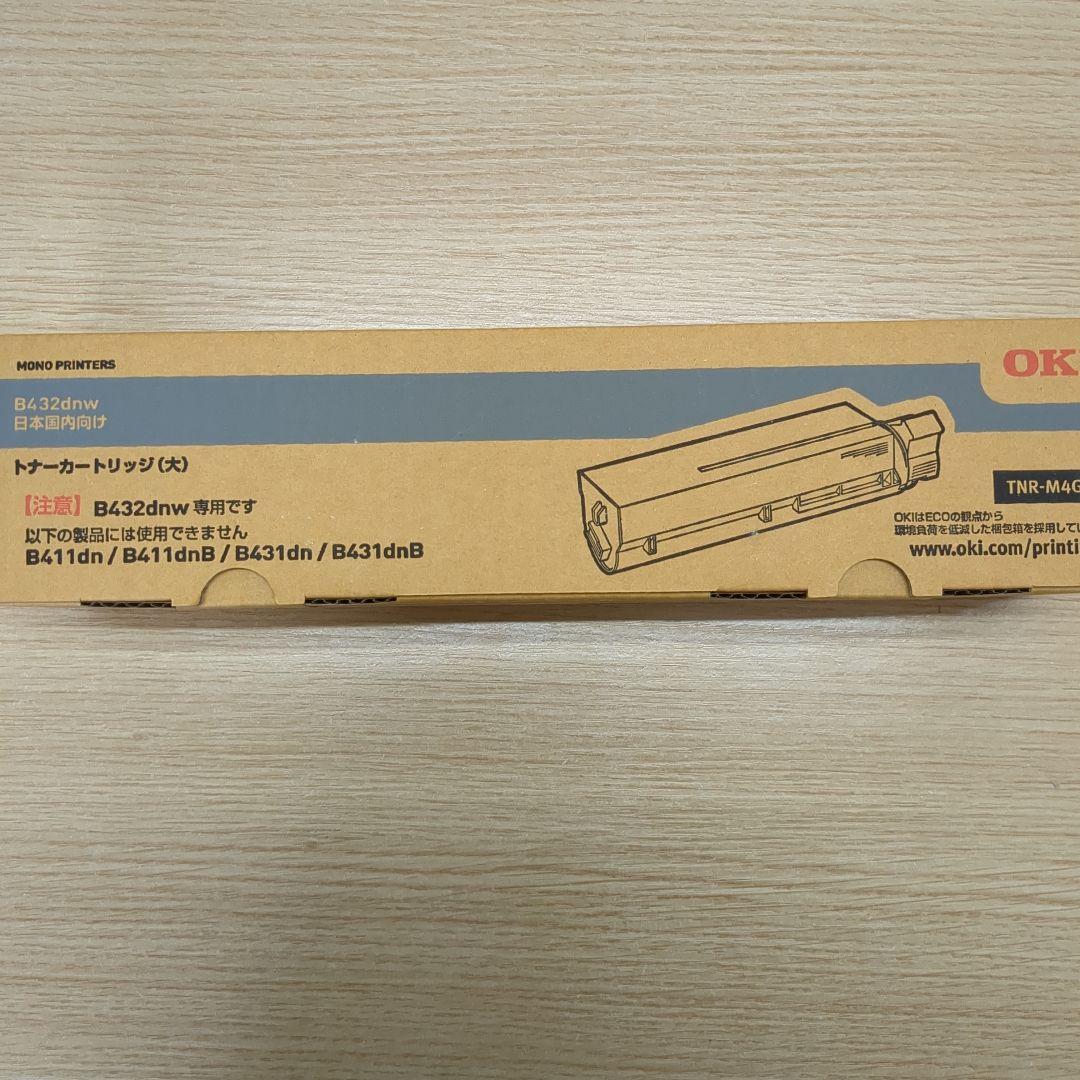 MONO PRINTERS
OK
B432dnw
日本国内向け
トナーカートリッジ(大)
【注意】B432dnw 専用です
以下の製品には使用できません
B411dn / B411dnB / B431dn / B431dnB
TNR-M4G
OKIはECOの観点から
環境負荷を低減した梱包箱を採用してい
www.oki.com/printi